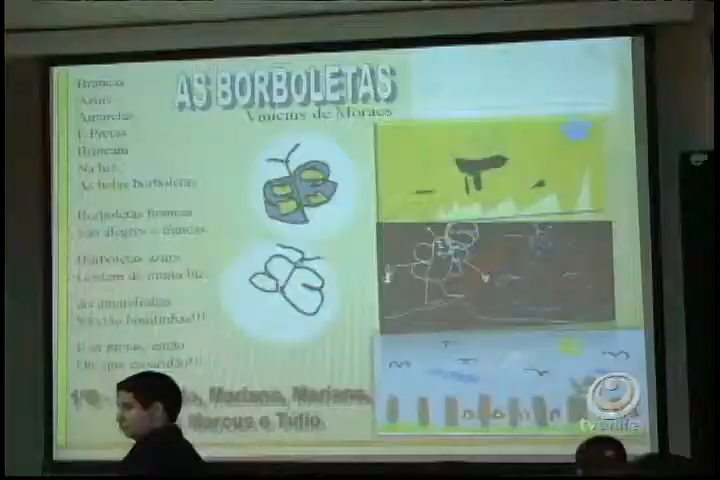 AS BORBOLETAS
Vinicius de Moraes
Brancas
Azuis
Amarelas
E Pretas
Brincam
Na luz
As belas borboletas
Borboletas brancas
São alegres e francas
Borboletas azuis
Gostam de muita luz
As amarelinhas
São tão bonitinhas!!!
E as pretas, então
Oh, que escuridão!!!
Mariana, Mariana,
Marcus e Tulio.